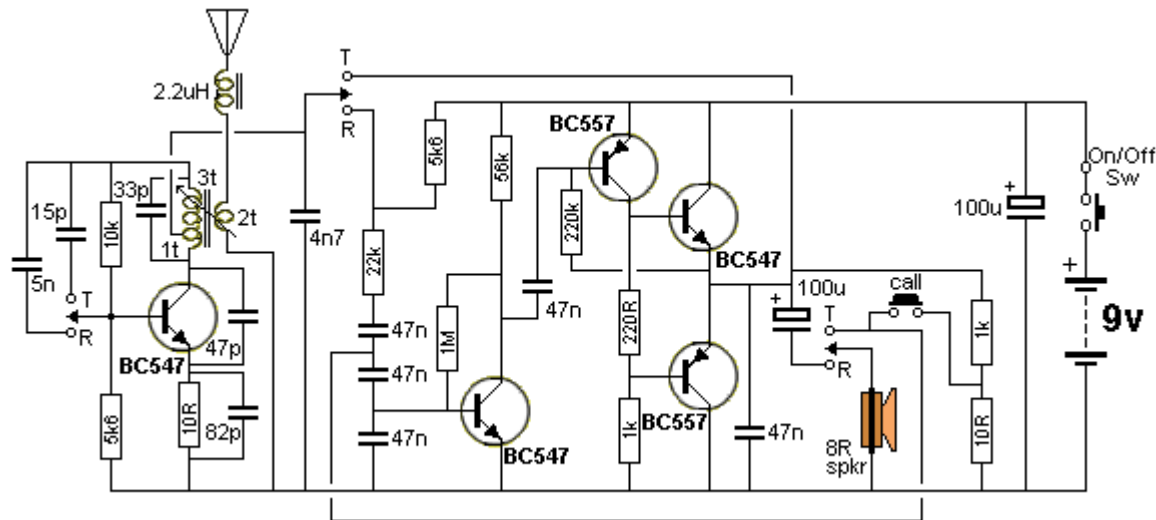 T
R
2.2uH
BC557
5k6
56k
On/Off
Sw
3t
33p
15p
10k
2t
1t
4n7
5n
T
R
BC547
47p
22k
220k
BC547
100u
+
+
9v
47n
1M
47n
47n
47n
220R
100u
+
call
T
R
1k
5k6
10R
82p
BC547
1k
BC557
47n
8R
spkr
10R